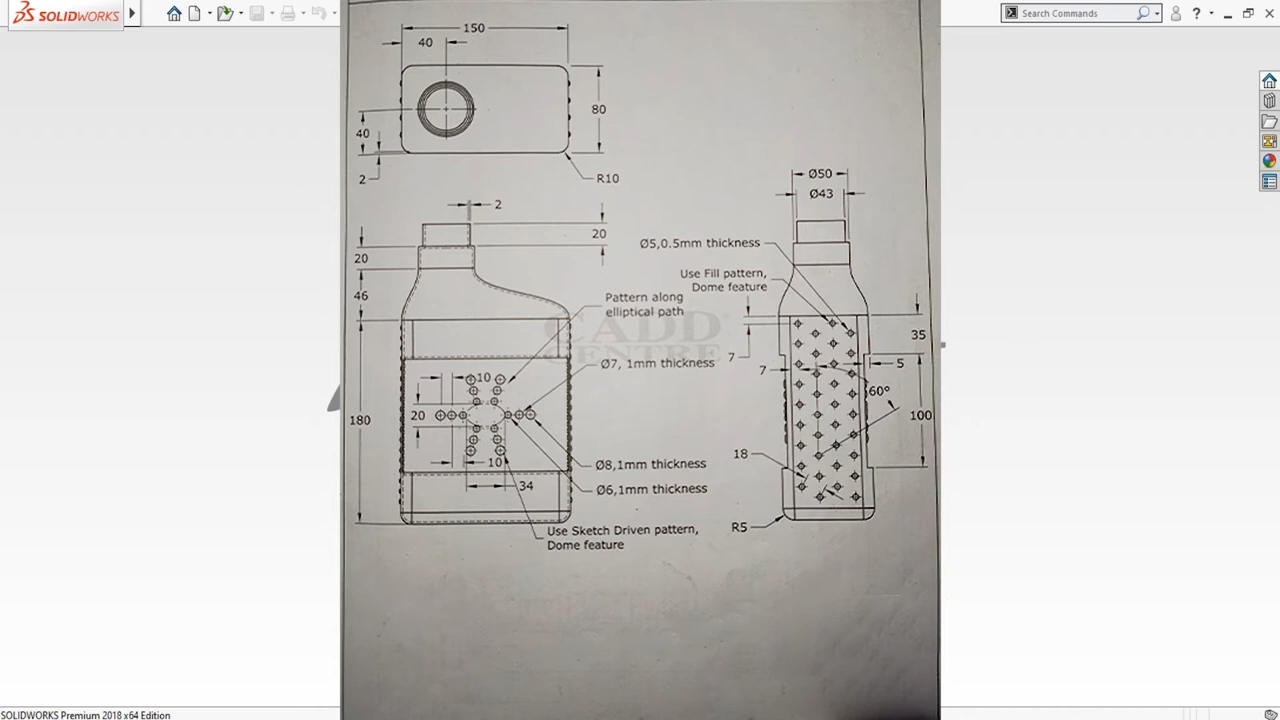 SOLIDWORKS
Search Commands
?
150
40
80
40
2
R10
2
20
20
46
180
Pattern along
elliptical path
Ø7, 1mm thickness
10
20
10
34
Ø8,1mm thickness
Ø6,1mm thickness
Use Sketch Driven pattern,
Dome feature
Ø50
Ø43
Ø5,0.5mm thickness
Use Fill pattern,
Dome feature
7
7
35
5
60°
100
18
R5
CADD
CENTRE
SOLIDWORKS Premium 2018 x64 Edition